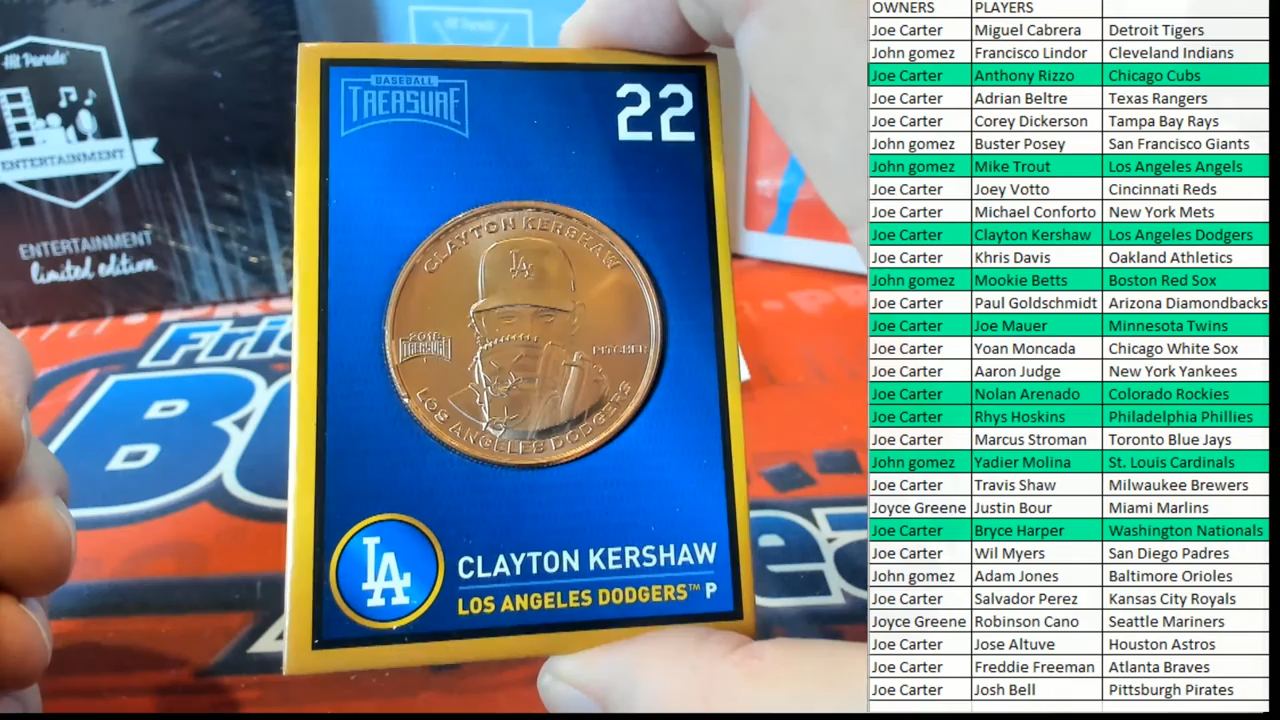 Hit Parade
ENTERTAINMENT
ENTERTAINMENT
limited edition
BASEBALL
TREASURE
22
CLAYTON KERSHAW
LA
2018
TREASURE
PITCHER
LOS ANGELES DODGERS
LA
CLAYTON KERSHAW
LOS ANGELES DODGERS™ P
OWNERS PLAYERS
Joe Carter Miguel Cabrera Detroit Tigers
John gomez Francisco Lindor Cleveland Indians
Joe Carter Anthony Rizzo Chicago Cubs
Joe Carter Adrian Beltre Texas Rangers
Joe Carter Corey Dickerson Tampa Bay Rays
John gomez Buster Posey San Francisco Giants
John gomez Mike Trout Los Angeles Angels
Joe Carter Joey Votto Cincinnati Reds
Joe Carter Michael Conforto New York Mets
Joe Carter Clayton Kershaw Los Angeles Dodgers
Joe Carter Khris Davis Oakland Athletics
John gomez Mookie Betts Boston Red Sox
Joe Carter Paul Goldschmidt Arizona Diamondbacks
Joe Carter Joe Mauer Minnesota Twins
Joe Carter Yoan Moncada Chicago White Sox
Joe Carter Aaron Judge New York Yankees
Joe Carter Nolan Arenado Colorado Rockies
Joe Carter Rhys Hoskins Philadelphia Phillies
Joe Carter Marcus Stroman Toronto Blue Jays
John gomez Yadier Molina St. Louis Cardinals
Joe Carter Travis Shaw Milwaukee Brewers
Joyce Greene Justin Bour Miami Marlins
Joe Carter Bryce Harper Washington Nationals
Joe Carter Wil Myers San Diego Padres
John gomez Adam Jones Baltimore Orioles
Joe Carter Salvador Perez Kansas City Royals
Joyce Greene Robinson Cano Seattle Mariners
Joe Carter Jose Altuve Houston Astros
Joe Carter Freddie Freeman Atlanta Braves
Joe Carter Josh Bell Pittsburgh Pirates